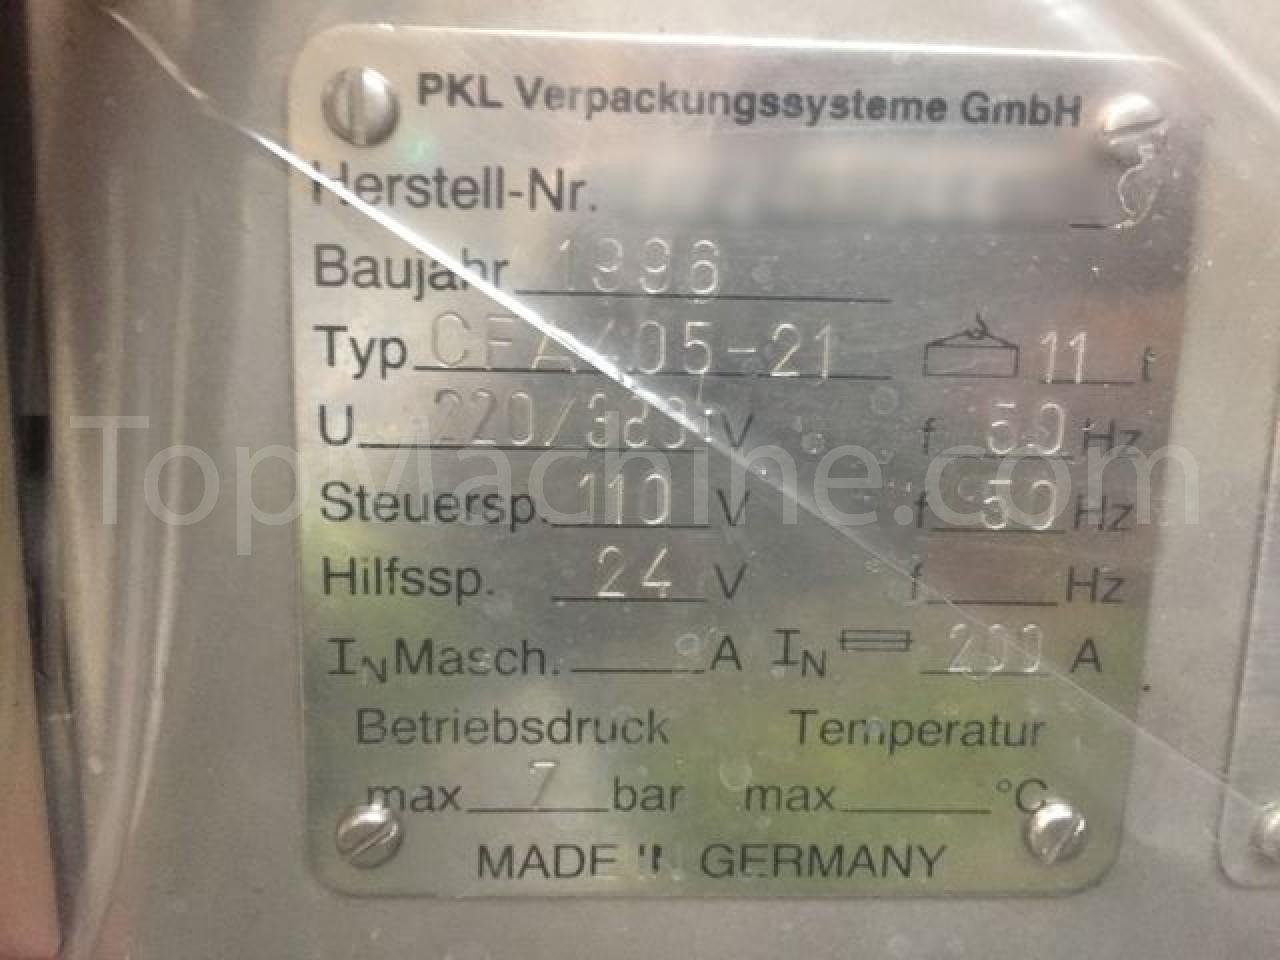 PKL Verpackungssysteme GmbH
Herstell-Nr.
Baujahr 1996
Typ CFA 405-21 11 t
U 220/380 V f 50 Hz
Steuersp. 110 V f 50 Hz
Hilfssp. 24 V f Hz
IN Masch. A IN 200 A
Betriebsdruck Temperatur
max 7 bar max °C
MADE IN GERMANY
TopMachine.com